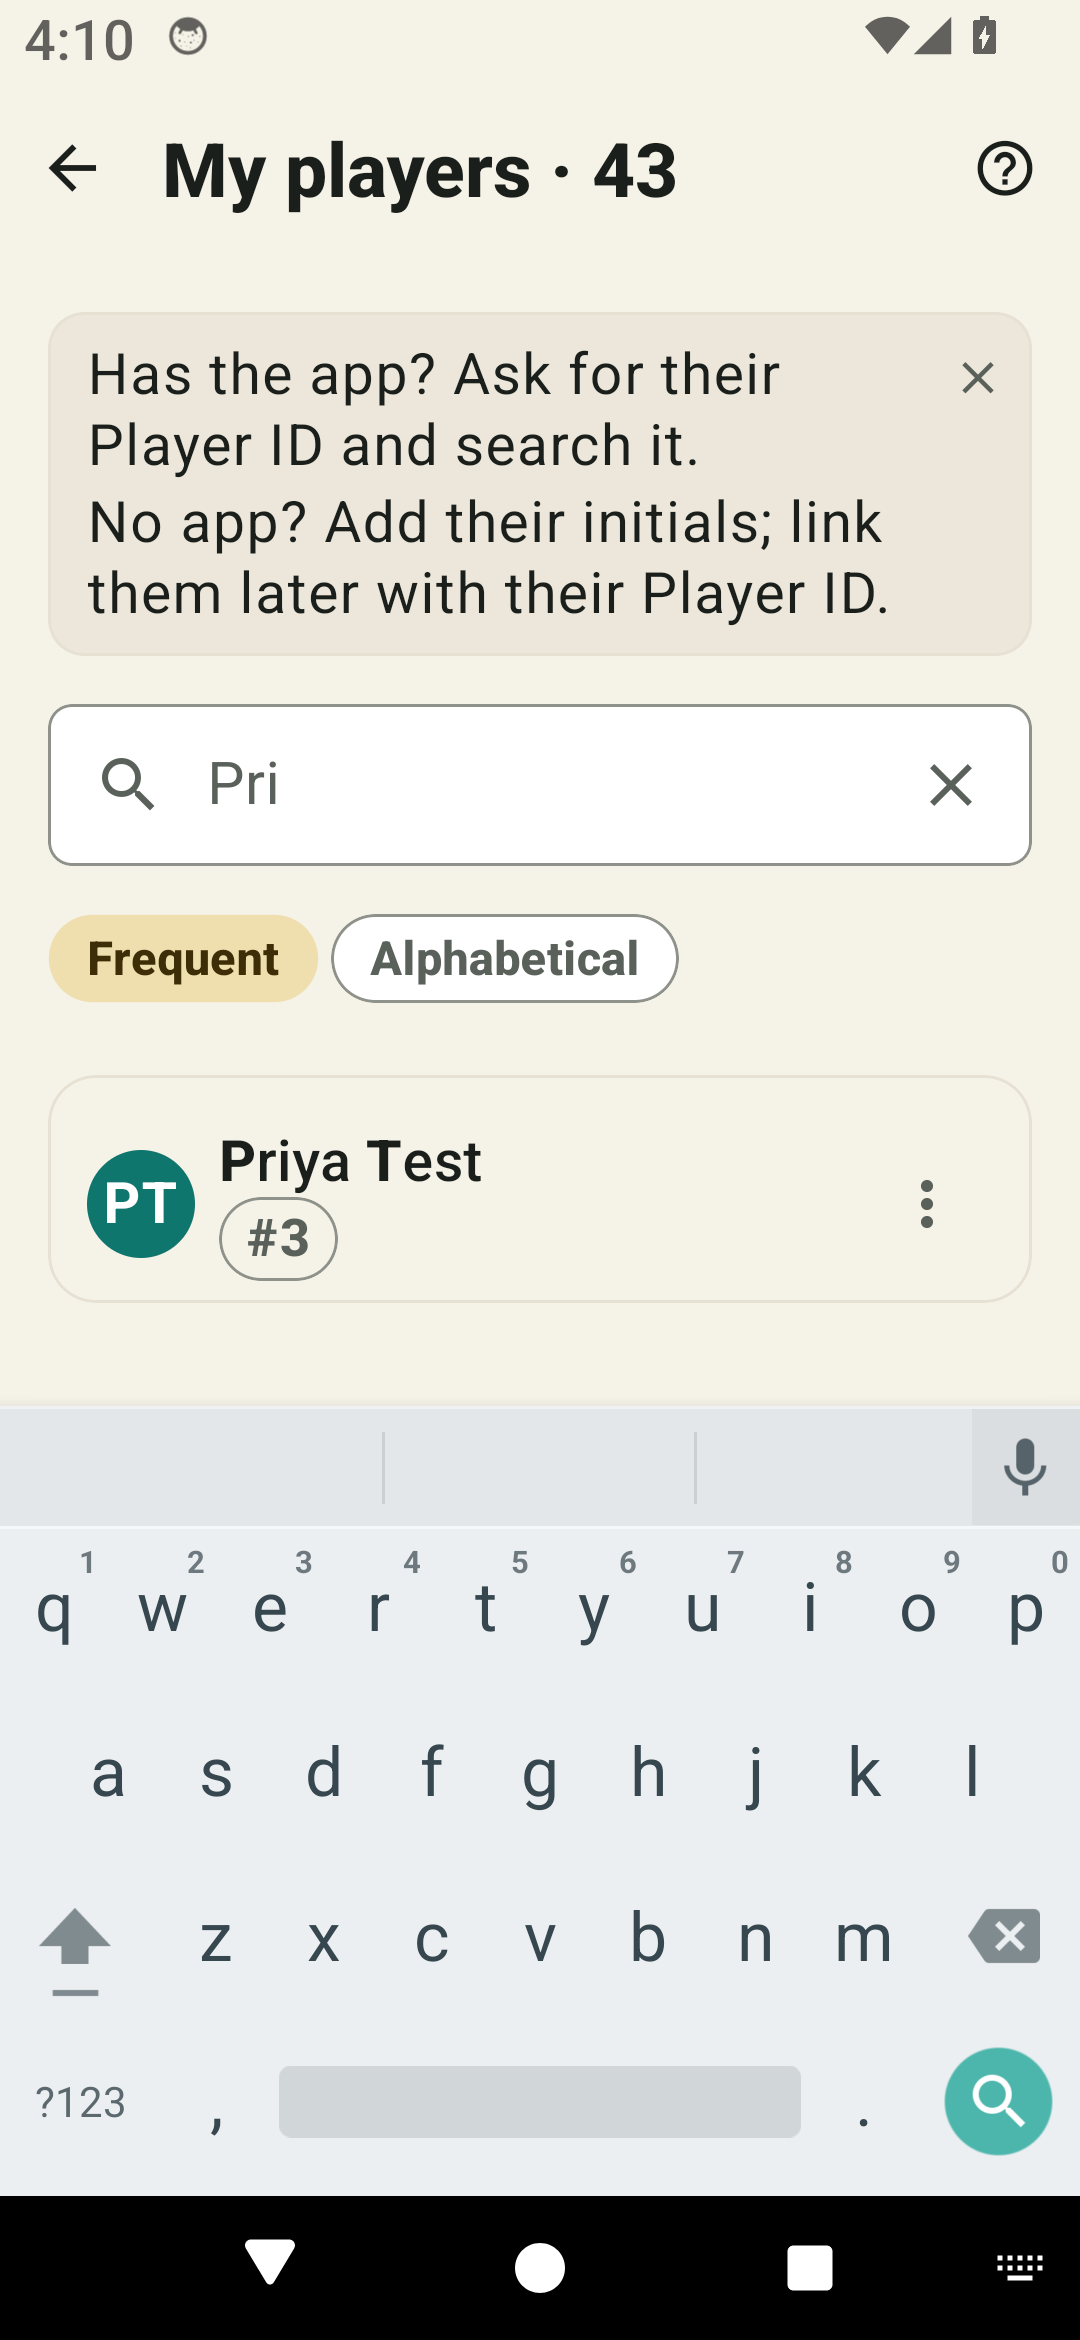 4:10
My players · 43
Has the app? Ask for their
Player ID and search it.
No app? Add their initials; link
them later with their Player ID.
Pri
Frequent
Alphabetical
PT
Priya Test
#3
1 2 3 4 5 6 7 8 9 0
q w e r t y u i o p
a s d f g h j k l
z x c v b n m
?123 , .